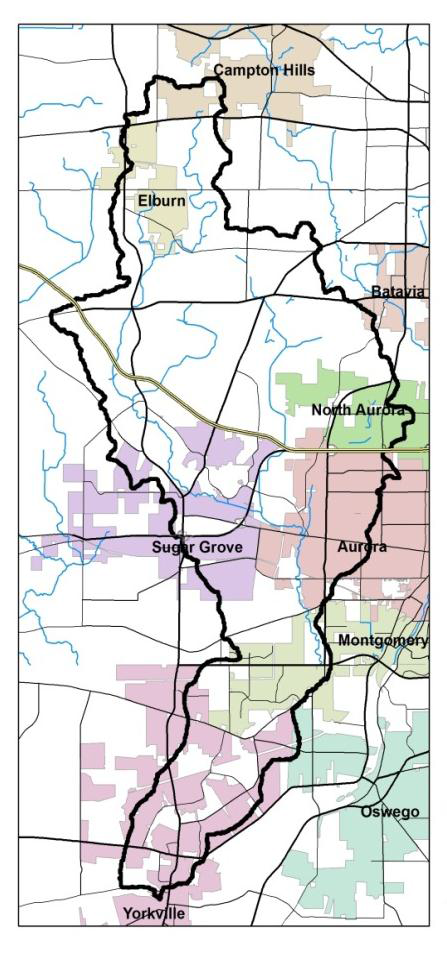 Campton Hills
Elburn
Batavia
North Aurora
Sugar Grove
Aurora
Montgomery
Oswego
Yorkville